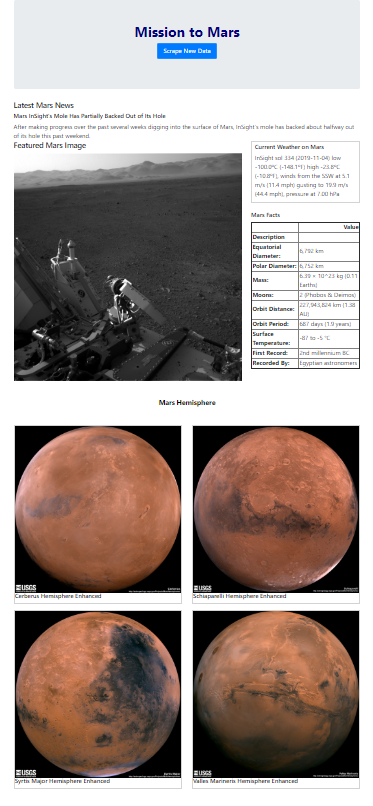 Mission to Mars
Scrape New Data
Latest Mars News
Mars InSight's Mole Has Partially Backed Out of Its Hole
After making progress over the past several weeks digging into the surface of Mars, InSight's mole has backed about halfway out
of its hole this past weekend.
Featured Mars Image
Current Weather on Mars
InSight sol 334 (2019-11-04) low
-100.0ºC (-148.1ºF) high -23.8ºC
(-10.8ºF), winds from the SSW at 5.1
m/s (11.4 mph) gusting to 19.9 m/s
(44.4 mph), pressure at 7.00 hPa
Mars Facts
Value
Description
Equatorial Diameter: 6,792 km
Polar Diameter: 6,752 km
Mass: 6.39 × 10^23 kg (0.11 Earths)
Moons: 2 (Phobos & Deimos)
Orbit Distance: 227,943,824 km (1.38 AU)
Orbit Period: 687 days (1.9 years)
Surface Temperature: -87 to -5 °C
First Record: 2nd millennium BC
Recorded By: Egyptian astronomers
Mars Hemisphere
USGS
Cerberus Hemisphere Enhanced
USGS
Schiaparelli Hemisphere Enhanced
USGS
Syrtis Major Hemisphere Enhanced
USGS
Valles Marineris Hemisphere Enhanced